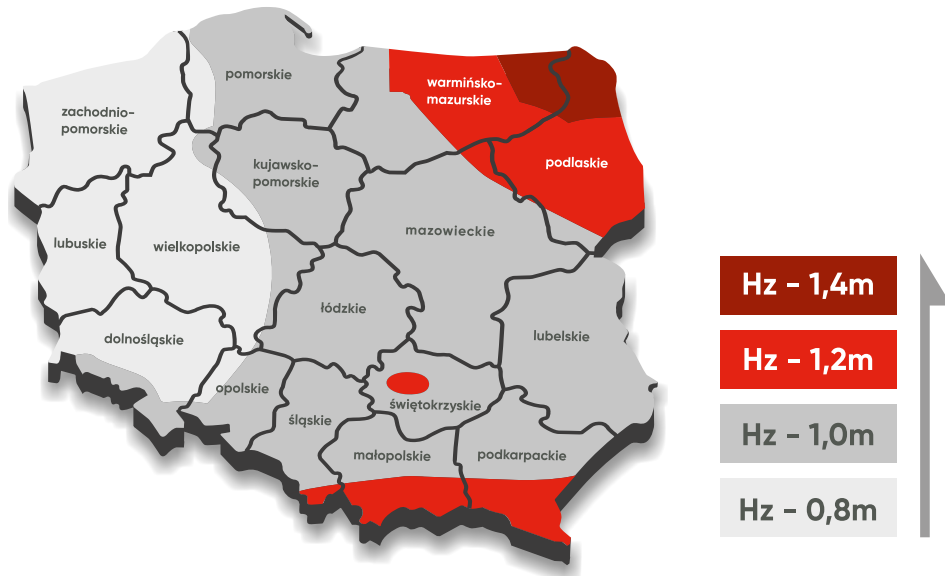 pomorskie
warmińsko-
mazurskie
zachodnio-
pomorskie
kujawsko-
pomorskie
podlaskie
mazowieckie
lubuskie
wielkopolskie
łódzkie
lubelskie
dolnośląskie
opolskie
świętokrzyskie
śląskie
małopolskie
podkarpackie
Hz - 1,4m
Hz - 1,2m
Hz - 1,0m
Hz - 0,8m